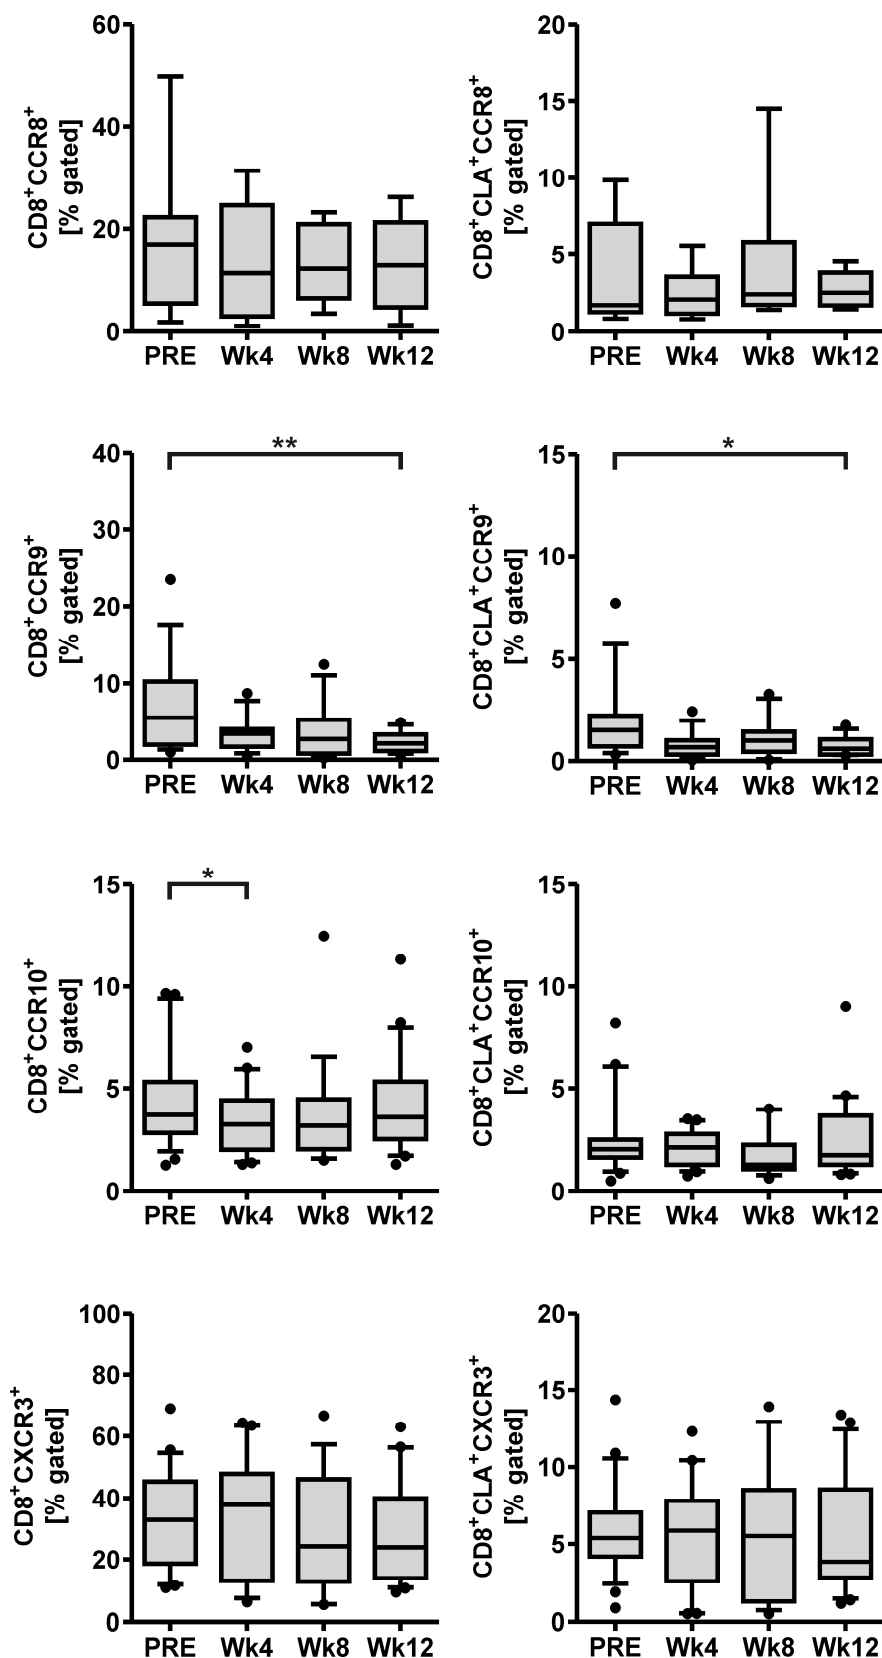 CD8+CCR8+
[% gated]
60
40
20
0
PRE Wk4 Wk8 Wk12
CD8+CLA+CCR8+
[% gated]
20
15
10
5
0
PRE Wk4 Wk8 Wk12
CD8+CCR9+
[% gated]
40
30
20
10
0
**
PRE Wk4 Wk8 Wk12
CD8+CLA+CCR9+
[% gated]
15
10
5
0
*
PRE Wk4 Wk8 Wk12
CD8+CCR10+
[% gated]
15
10
5
0
*
PRE Wk4 Wk8 Wk12
CD8+CLA+CCR10+
[% gated]
15
10
5
0
PRE Wk4 Wk8 Wk12
CD8+CXCR3+
[% gated]
100
80
60
40
20
0
PRE Wk4 Wk8 Wk12
CD8+CLA+CXCR3+
[% gated]
20
15
10
5
0
PRE Wk4 Wk8 Wk12